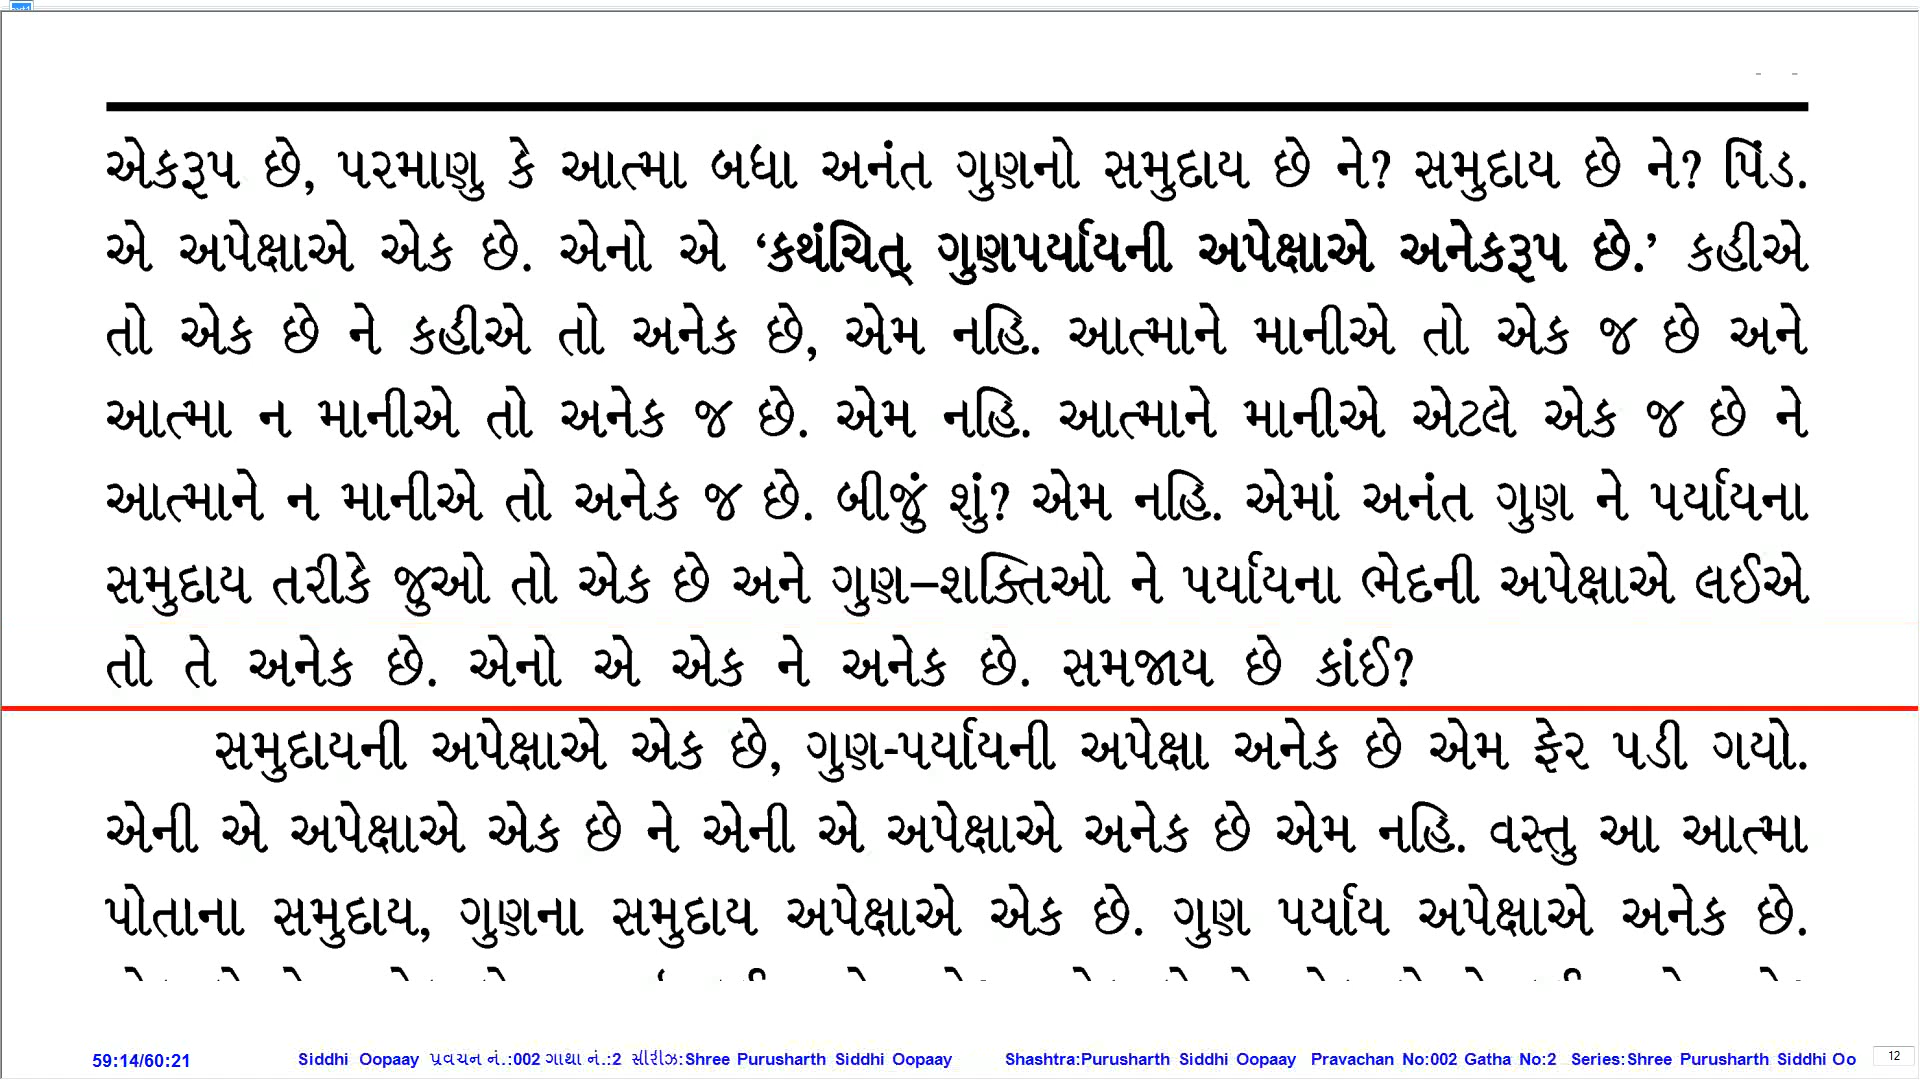 એકરૂપ છે, પરમાણુ કે આત્મા બધા અનંત ગુણનો સમુદાય છે ને? સમુદાય છે ને? પિંડ.
એ અપેક્ષાએ એક છે. એનો એ ‘કથંચિત્ ગુણપર્યાયની અપેક્ષાએ અનેકરૂપ છે.’ કહીએ
તો એક છે ને કહીએ તો અનેક છે, એમ નહિ. આત્માને માનીએ તો એક જ છે અને
આત્મા ન માનીએ તો અનેક જ છે. એમ નહિ. આત્માને માનીએ એટલે એક જ છે ને
આત્માને ન માનીએ તો અનેક જ છે. બીજું શું? એમ નહિ. એમાં અનંત ગુણ ને પર્યાયના
સમુદાય તરીકે જુઓ તો એક છે અને ગુણ–શક્તિઓ ને પર્યાયના ભેદની અપેક્ષાએ લઈએ
તો તે અનેક છે. એનો એ એક ને અનેક છે. સમજાય છે કાંઈ?
સમુદાયની અપેક્ષાએ એક છે, ગુણ-પર્યાયની અપેક્ષા અનેક છે એમ ફેર પડી ગયો.
એની એ અપેક્ષાએ એક છે ને એની એ અપેક્ષાએ અનેક છે એમ નહિ. વસ્તુ આ આત્મા
પોતાના સમુદાય, ગુણના સમુદાય અપેક્ષાએ એક છે. ગુણ પર્યાય અપેક્ષાએ અનેક છે.
59:14/60:21 Siddhi Oopaay પ્રવચન નં.:002 ગાથા નં.:2 સીરીઝ:Shree Purusharth Siddhi Oopaay Shashtra:Purusharth Siddhi Oopaay Pravachan No:002 Gatha No:2 Series:Shree Purusharth Siddhi Oo 12